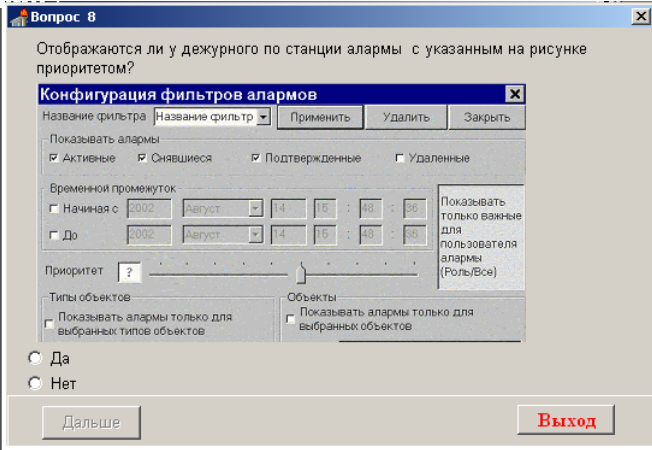 Вопрос 8
Отображаются ли у дежурного по станции алармы с указанным на рисунке
приоритетом?
Конфигурация фильтров алармов
Название фильтра Название фильтр Применить Удалить Закрыть
Показывать алармы
Активные Снявшиеся Подтвержденные Удаленные
Временной промежуток
Начиная с 2002 Август 14 15 : 48 : 36
До 2002 Август 14 15 : 48 : 36
Показывать
только важные
для
пользователя
алармы
(Роль/Все)
Приоритет ?
Типы объектов
Показывать алармы только для
выбранных типов объектов
Объекты
Показывать алармы только для
выбранных объектов
Да
Нет
Дальше Выход